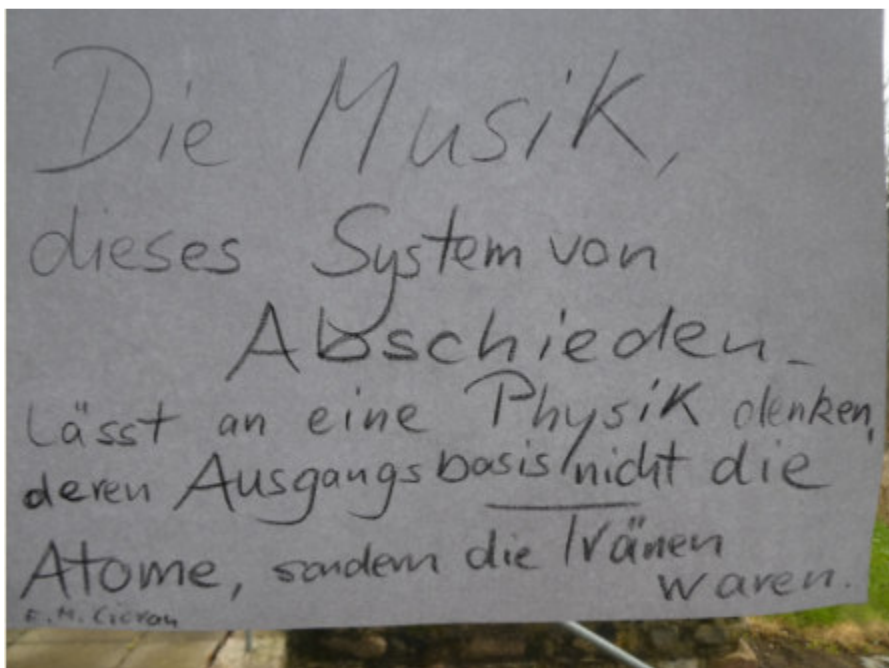 Die Musik,
dieses System von
Abschieden –
Lässt an eine Physik denken,
deren Ausgangsbasis nicht die
Atome, sondern die Tränen
waren.
E. M. Cioran